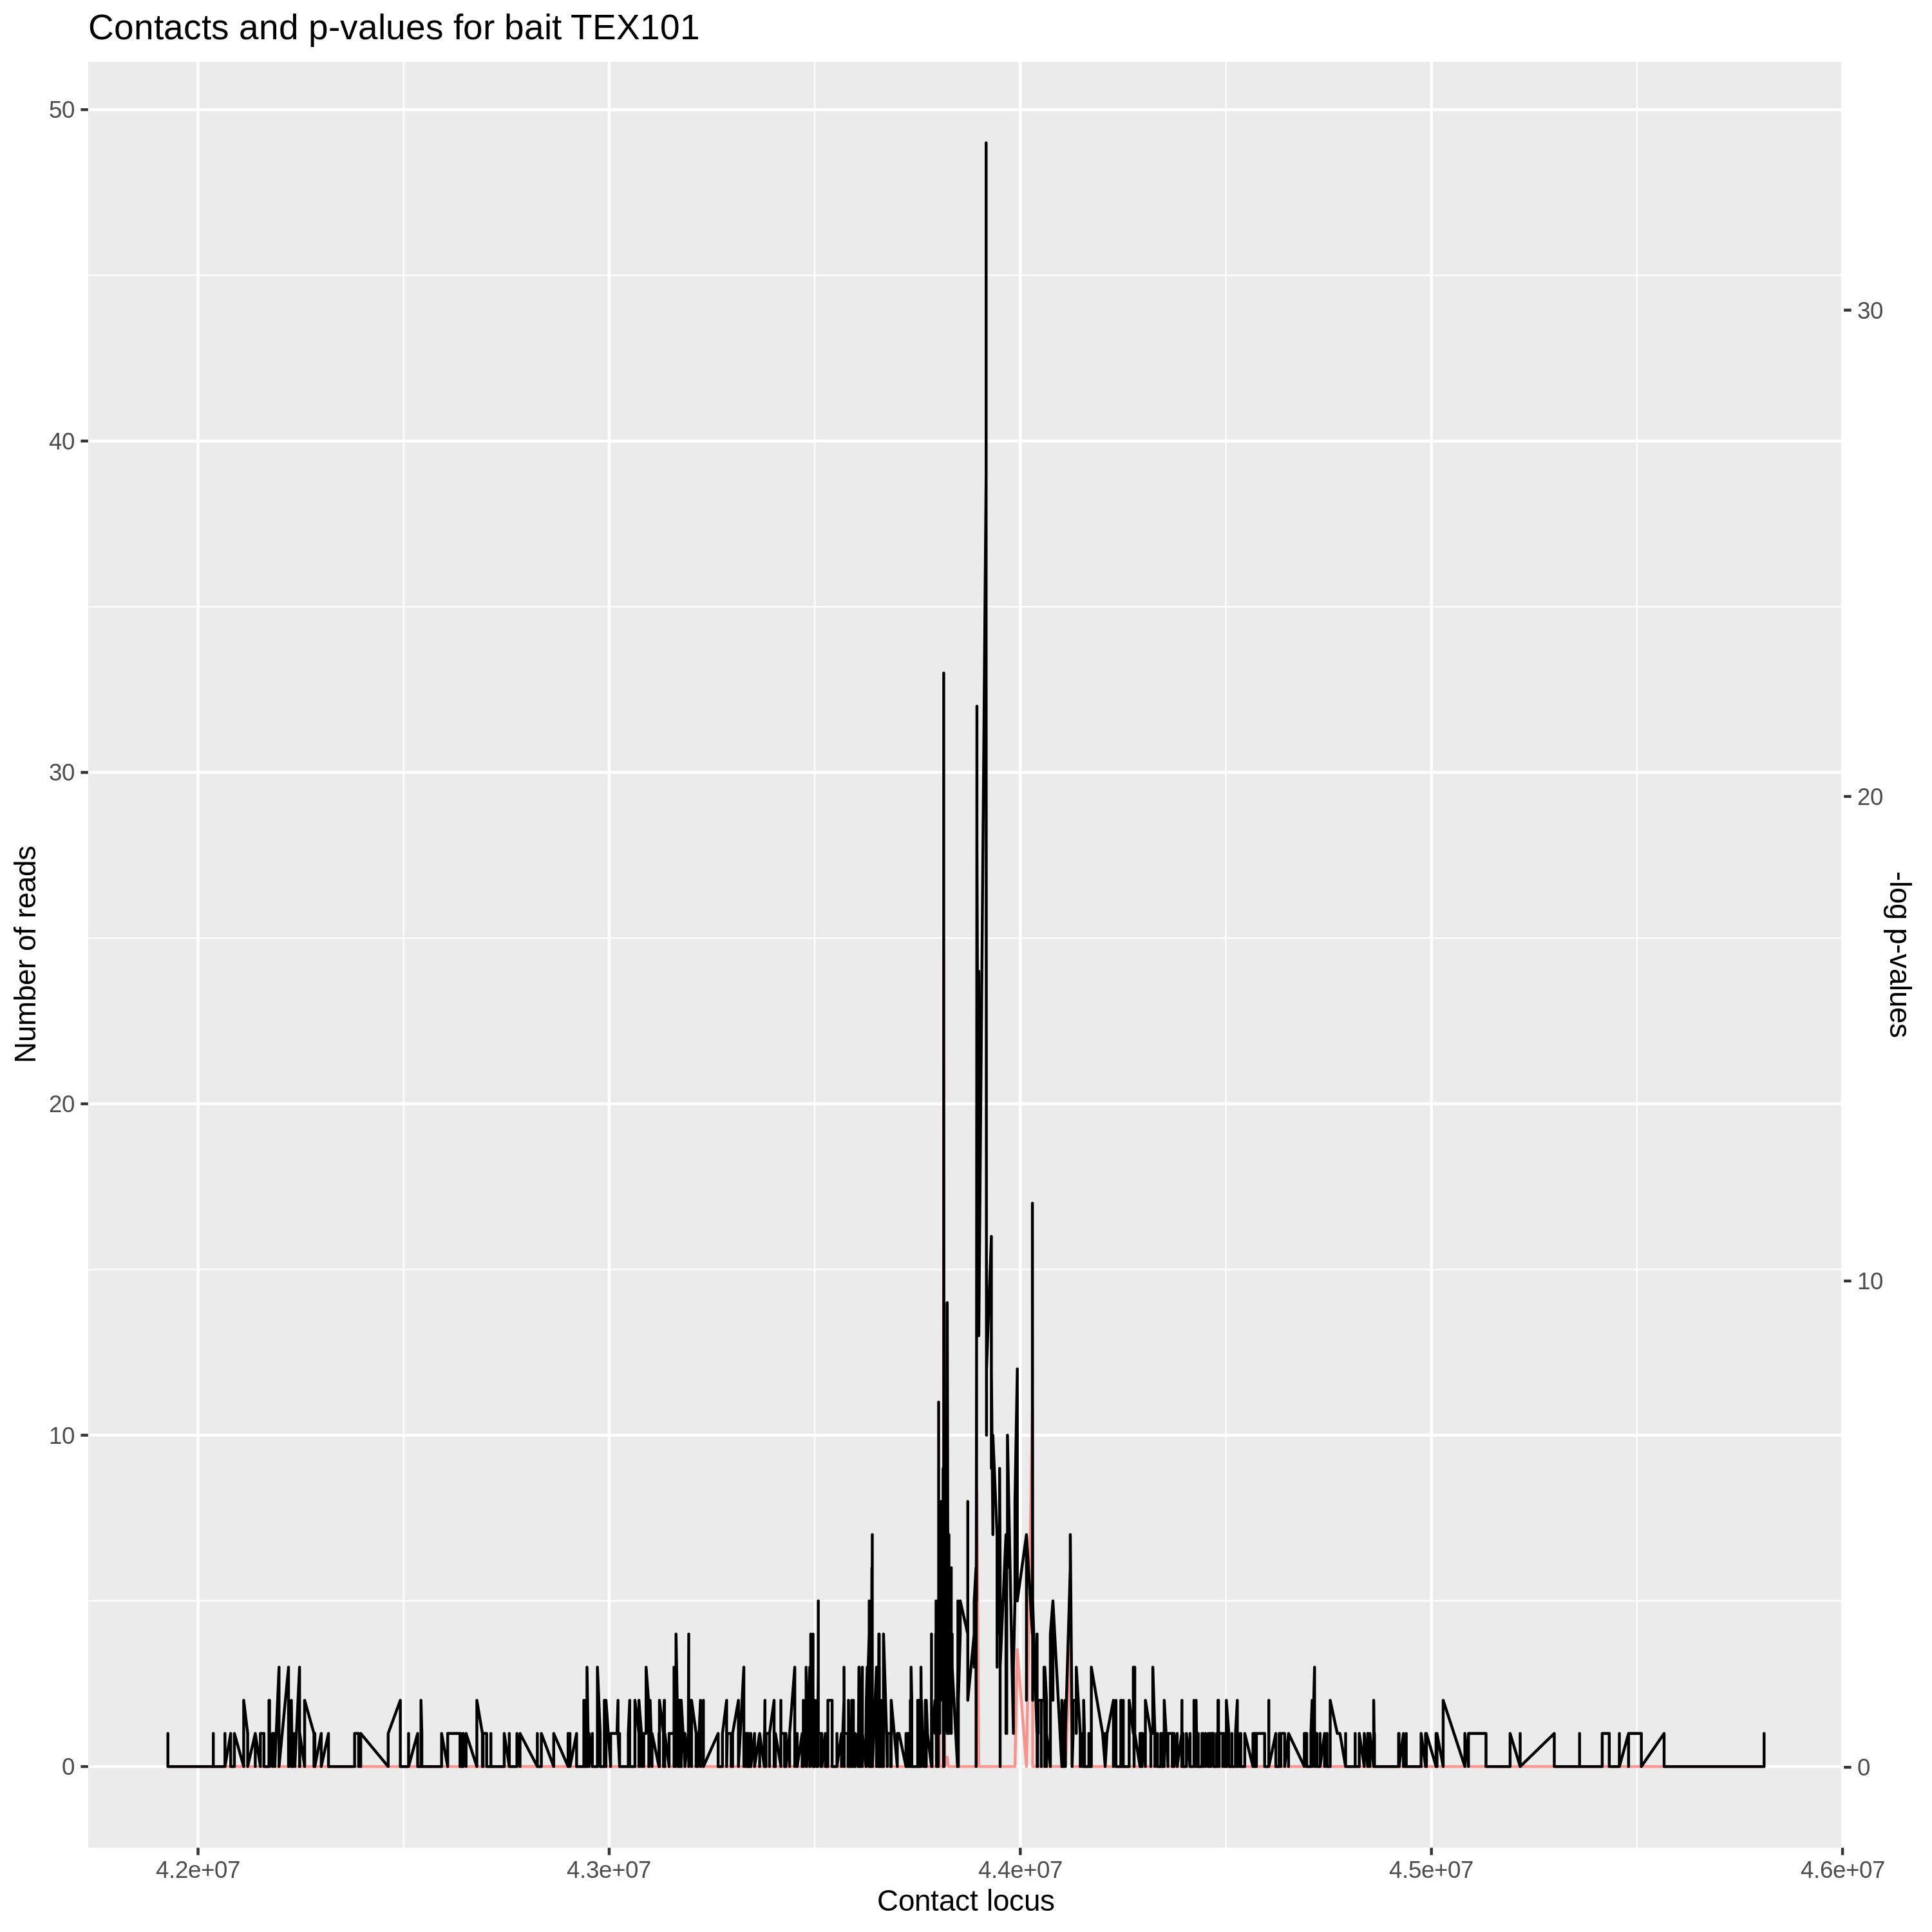 Contacts and p-values for bait TEX101
50
40
30
20
10
0
Number of reads
30
20
10
0
-log p-values
4.2e+07
4.3e+07
4.4e+07
4.5e+07
4.6e+07
Contact locus